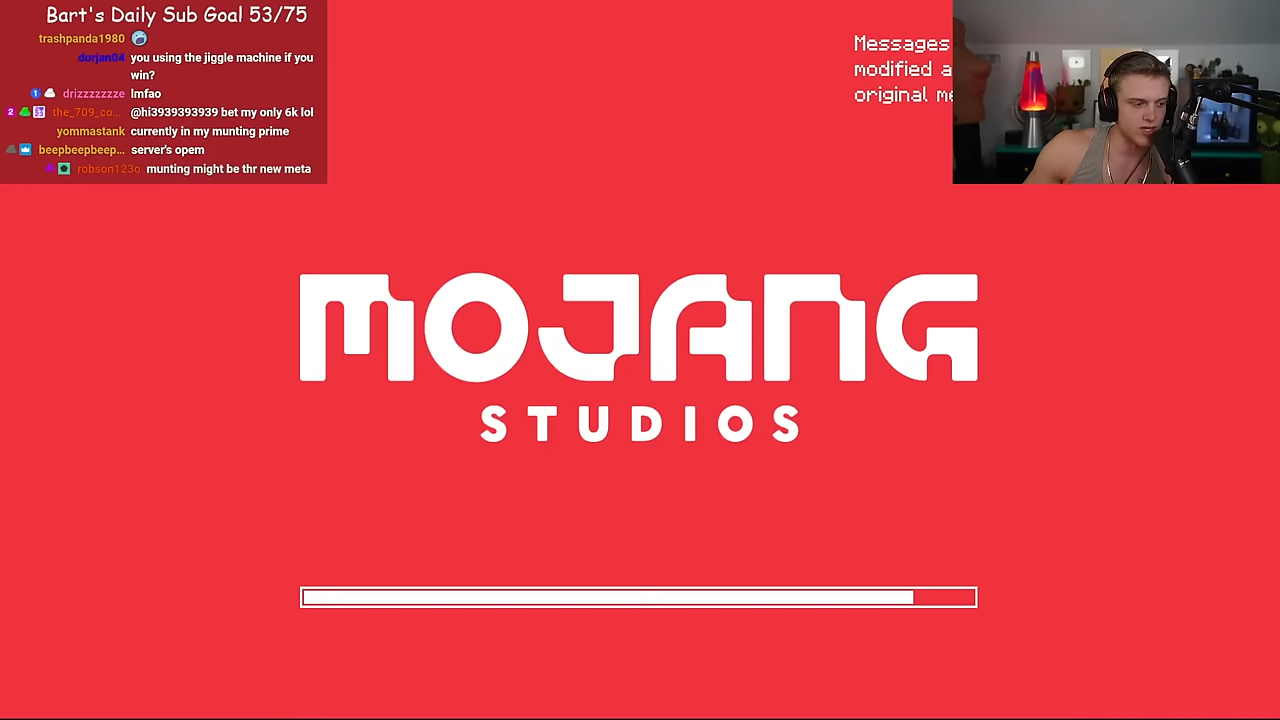 Bart's Daily Sub Goal 53/75
trashpanda1980
dorjan04 you using the jiggle machine if you
win?
1 drizzzzzzze lmfao
2 the_709_co... @hi3939393939 bet my only 6k lol
yommastank currently in my munting prime
beepbeepbeep... server's opem
robson123o munting might be thr new meta
Messages
modified a
original me
MOJANG
STUDIOS